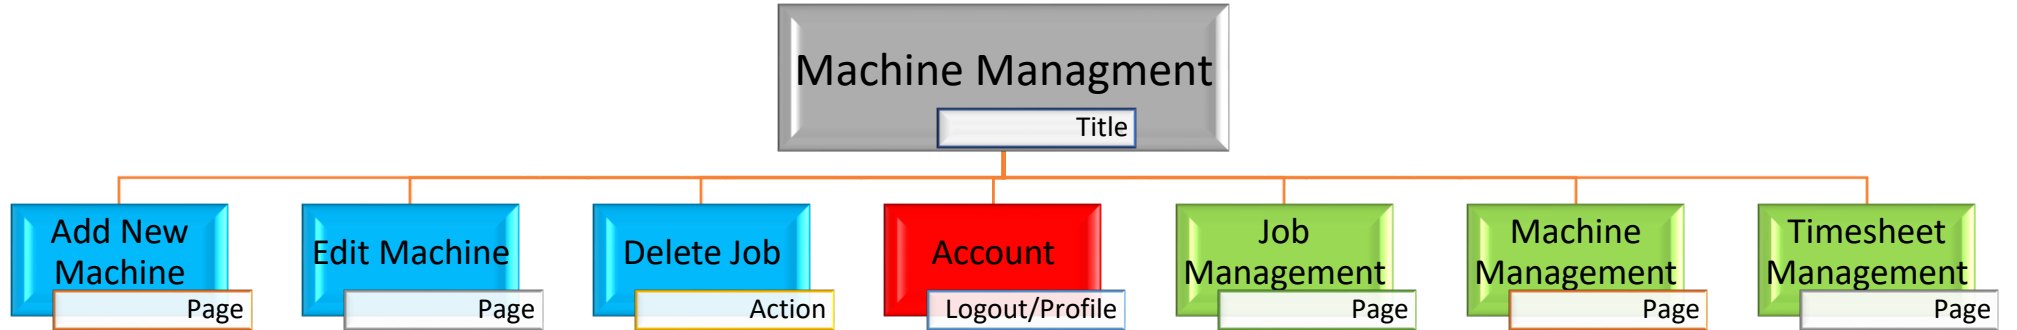 Machine Managment
Title
Add New
Machine
Page
Edit Machine
Page
Delete Job
Action
Account
Logout/Profile
Job
Management
Page
Machine
Management
Page
Timesheet
Management
Page